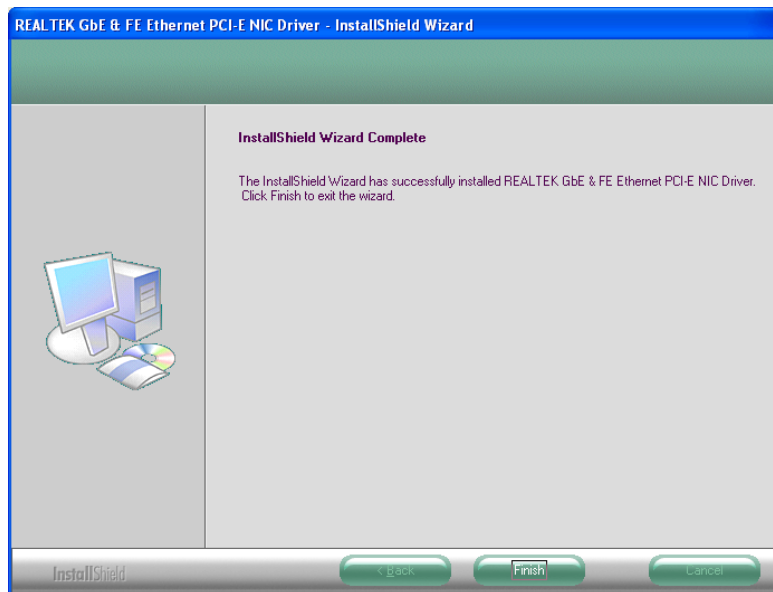 REALTEK GbE & FE Ethernet PCI-E NIC Driver - InstallShield Wizard
InstallShield Wizard Complete
The InstallShield Wizard has successfully installed REALTEK GbE & FE Ethernet PCI-E NIC Driver.
Click Finish to exit the wizard.
InstallShield
< Back
Finish
Cancel